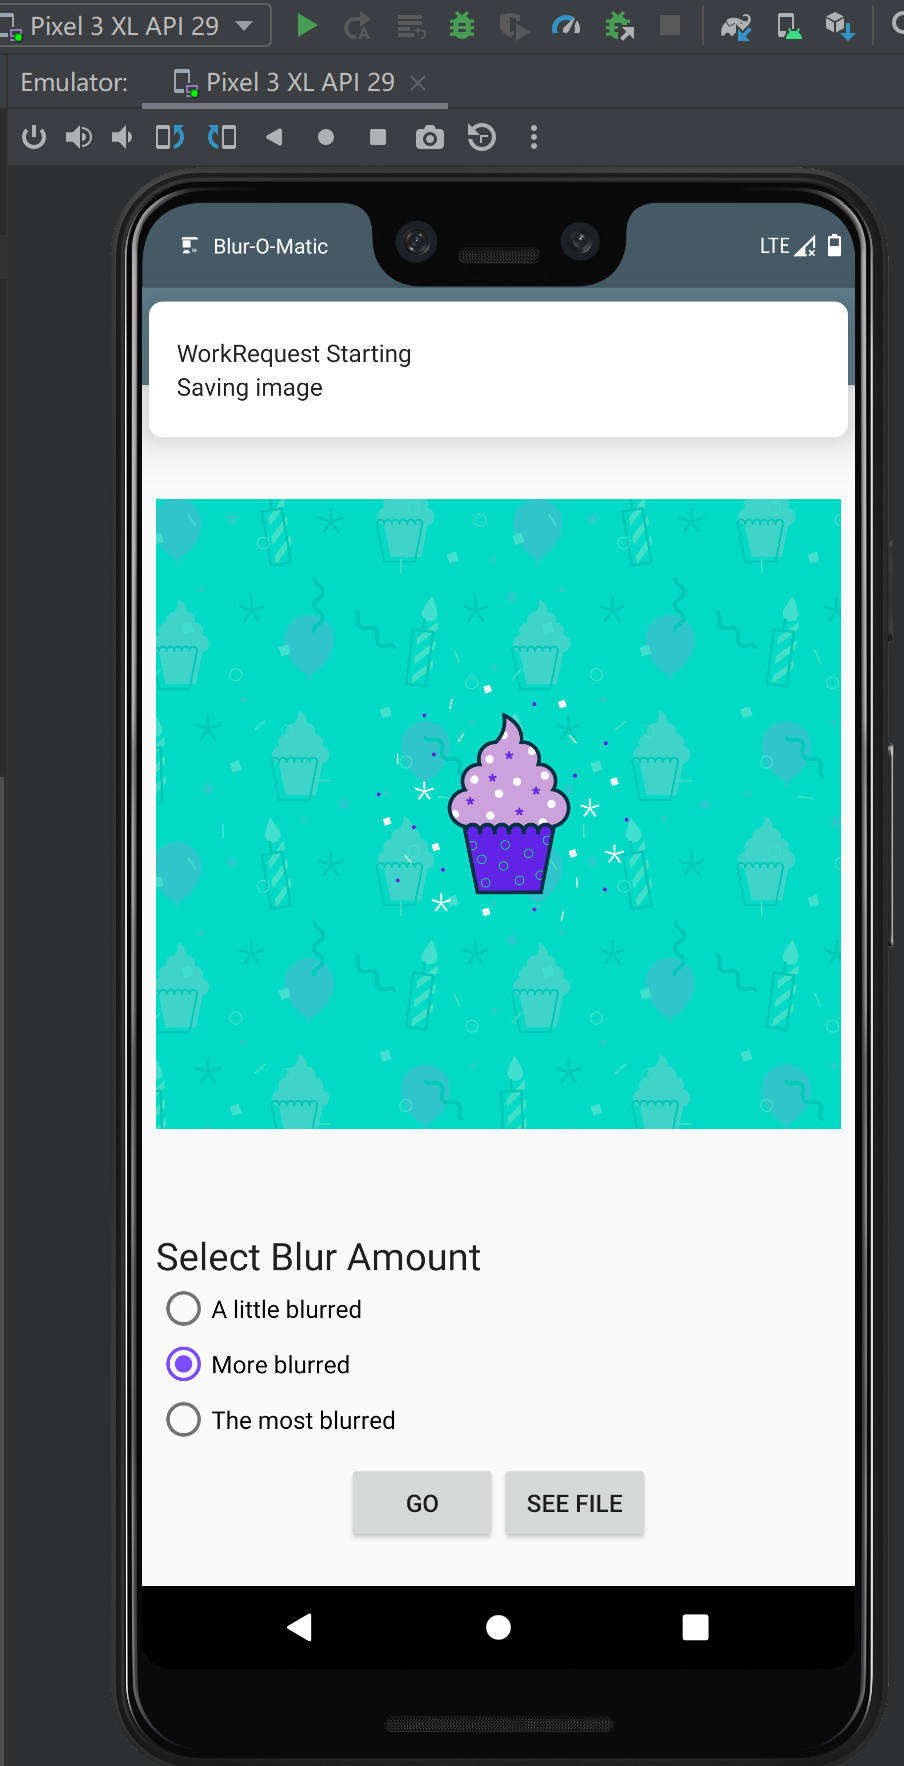 Pixel 3 XL API 29
Emulator:
Pixel 3 XL API 29
Blur-O-Matic
LTE
WorkRequest Starting
Saving image
Select Blur Amount
A little blurred
More blurred
The most blurred
GO
SEE FILE